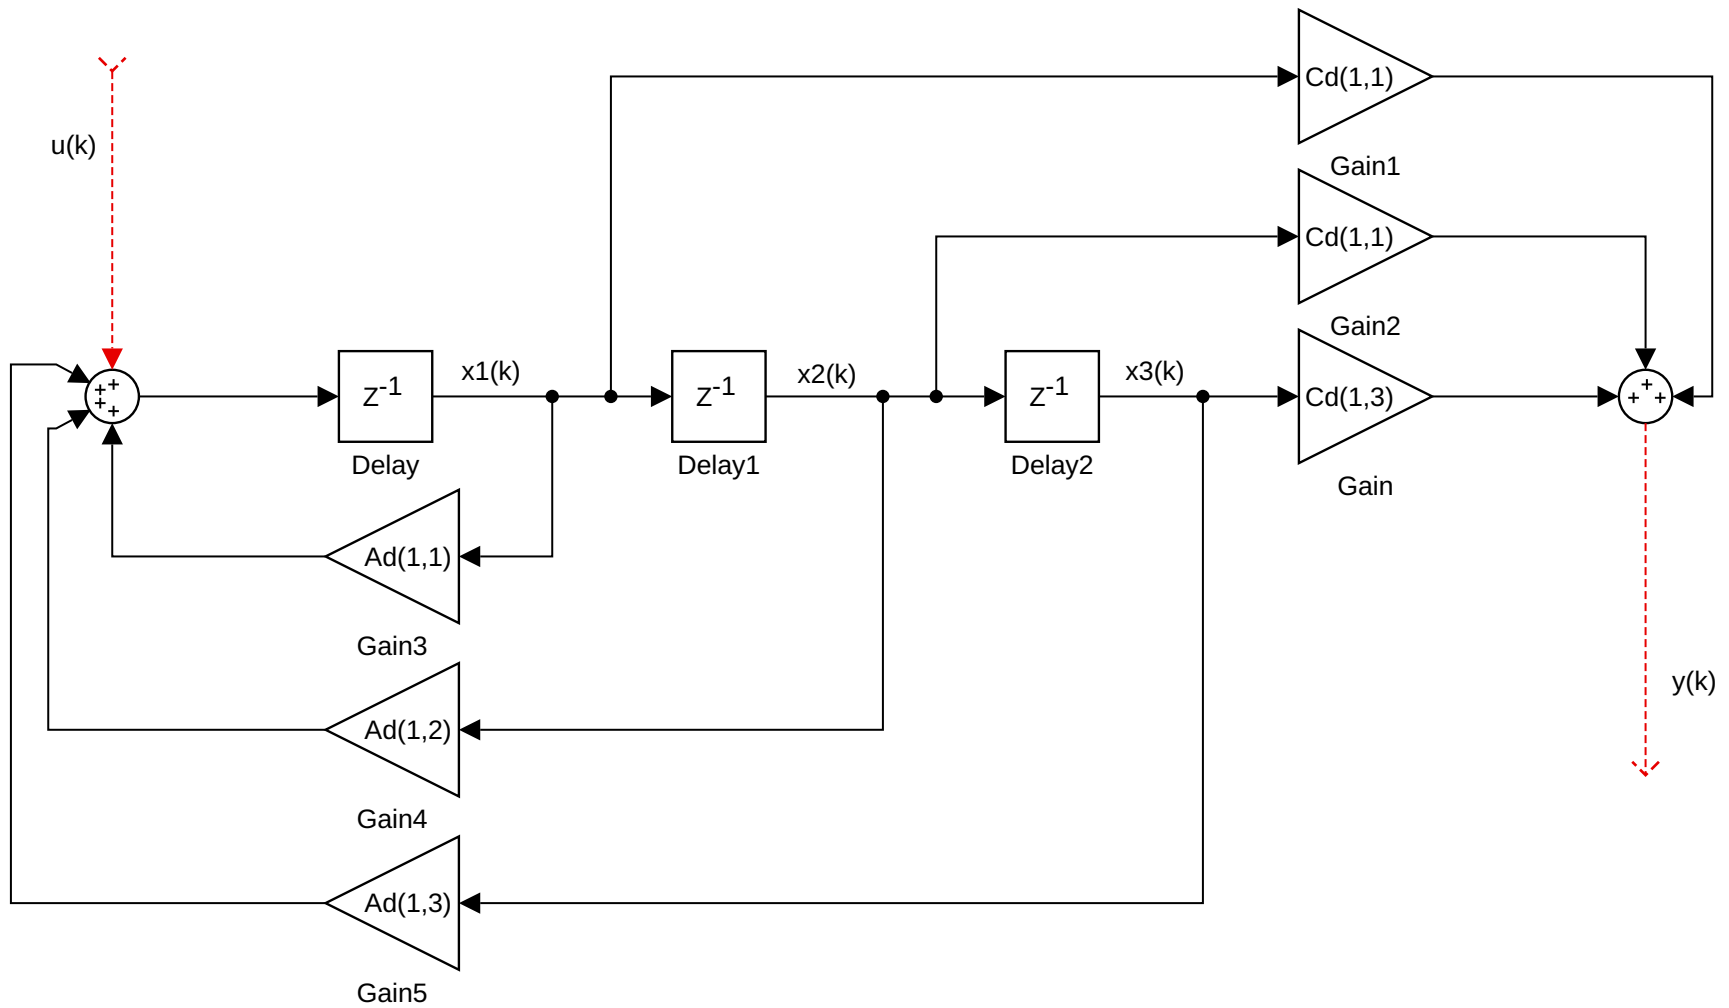 Cd(1,1)
u(k)
Gain1
Cd(1,1)
Gain2
x1(k)
x2(k)
x3(k)
+
+
+
+
Z-1
Z-1
Z-1
Cd(1,3)
+
+
+
Delay
Delay1
Delay2
Gain
Ad(1,1)
Gain3
y(k)
Ad(1,2)
Gain4
Ad(1,3)
Gain5